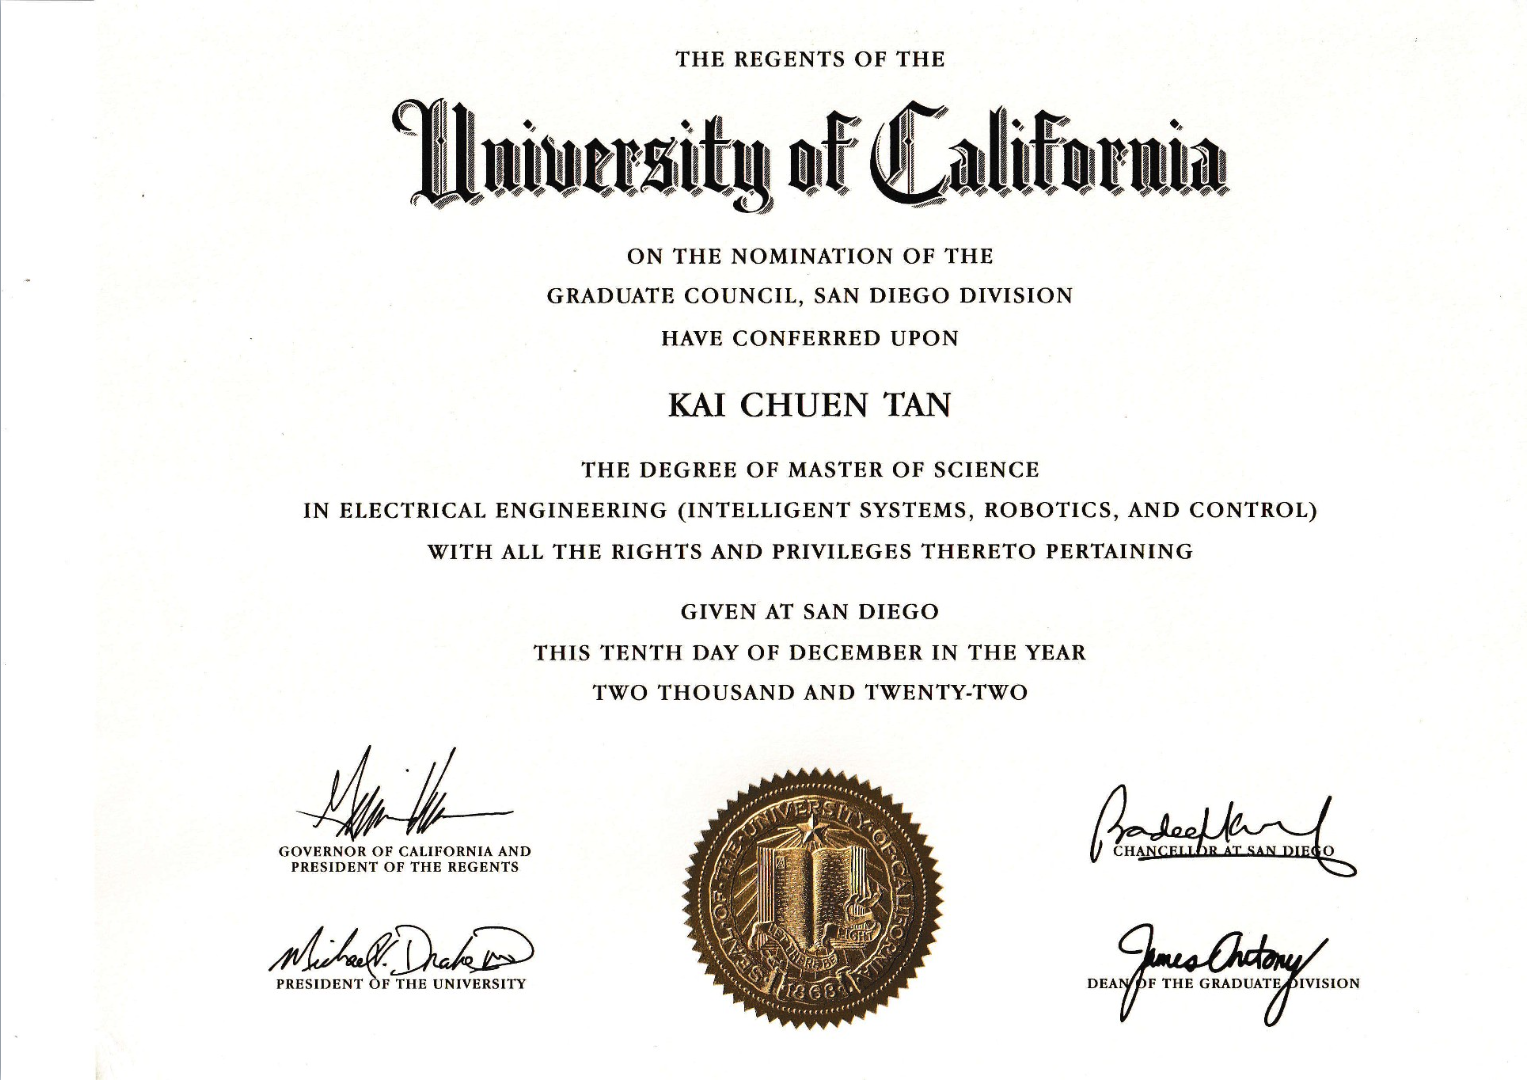 THE REGENTS OF THE
University of California
ON THE NOMINATION OF THE
GRADUATE COUNCIL, SAN DIEGO DIVISION
HAVE CONFERRED UPON
KAI CHUEN TAN
THE DEGREE OF MASTER OF SCIENCE
IN ELECTRICAL ENGINEERING (INTELLIGENT SYSTEMS, ROBOTICS, AND CONTROL)
WITH ALL THE RIGHTS AND PRIVILEGES THERETO PERTAINING
GIVEN AT SAN DIEGO
THIS TENTH DAY OF DECEMBER IN THE YEAR
TWO THOUSAND AND TWENTY-TWO
GOVERNOR OF CALIFORNIA AND
PRESIDENT OF THE REGENTS
Michael V. Drake MD
PRESIDENT OF THE UNIVERSITY
SEAL·OF·THE·UNIVERSITY·OF·CALIFORNIA
LET THERE BE
LIGHT
1868
CHANCELLOR AT SAN DIEGO
James Antony
DEAN OF THE GRADUATE DIVISION